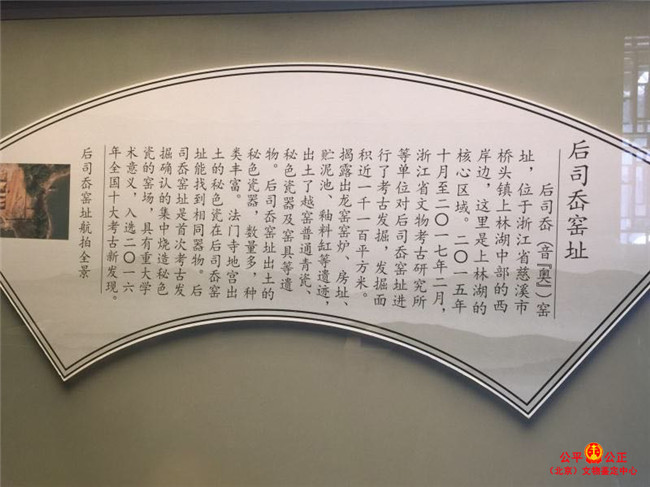 后司岙窑址
后司岙（音“奥”）窑
址，位于浙江省慈溪市
桥头镇上林湖中部的西
岸边，这里是上林湖的
核心区域。二〇一五年
十月至二〇一七年二月，
浙江省文物考古研究所
等单位对后司岙窑址进
行了考古发掘，发掘面
积近一千一百平方米。
揭露出龙窑窑炉、房址、
贮泥池、釉料缸等遗迹，
出土了越窑普通青瓷、
秘色瓷器及窑具等遗
物。后司岙窑址出土的
秘色瓷器，数量多，种
类丰富。法门寺地宫出
土的秘色瓷在后司岙窑
址能找到相同器物。后
司岙窑址是首次考古发
掘确认的集中烧造秘色
瓷的窑场，具有重大学
术意义，入选二〇一六
年全国十大考古新发现。
后司岙窑址航拍全景
公平 公正
（北京）文物鉴定中心